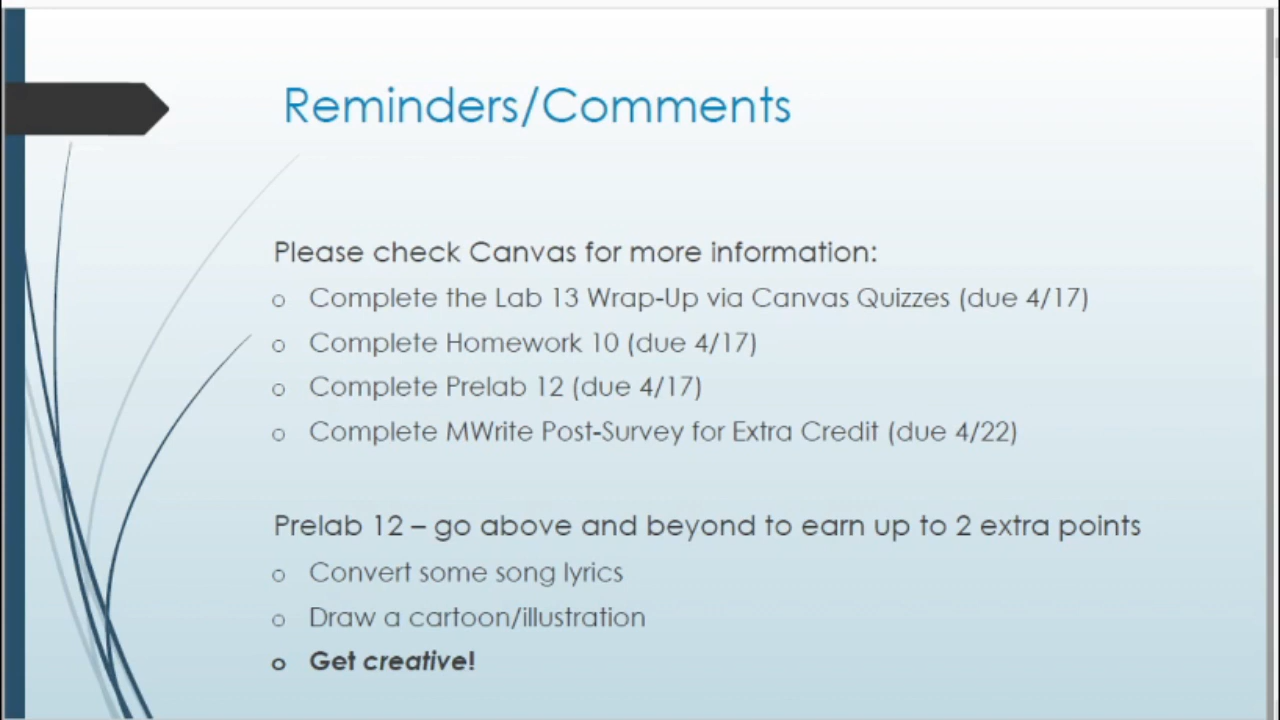 Reminders/Comments
Please check Canvas for more information:
o Complete the Lab 13 Wrap-Up via Canvas Quizzes (due 4/17)
o Complete Homework 10 (due 4/17)
o Complete Prelab 12 (due 4/17)
o Complete MWrite Post-Survey for Extra Credit (due 4/22)
Prelab 12 – go above and beyond to earn up to 2 extra points
o Convert some song lyrics
o Draw a cartoon/illustration
o Get creative!